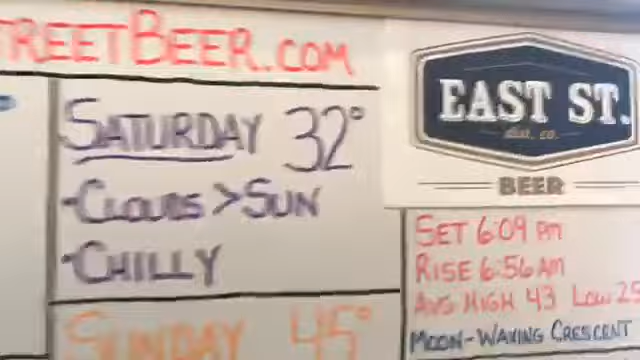 STREETBEER.COM
SATURDAY 32°
-CLOUDS > SUN
-CHILLY
SUNDAY 45°
EAST ST.
BEER
SET 6:09 PM
RISE 6:56 AM
AVG HIGH 43 LOW 25
MOON-WAXING CRESCENT